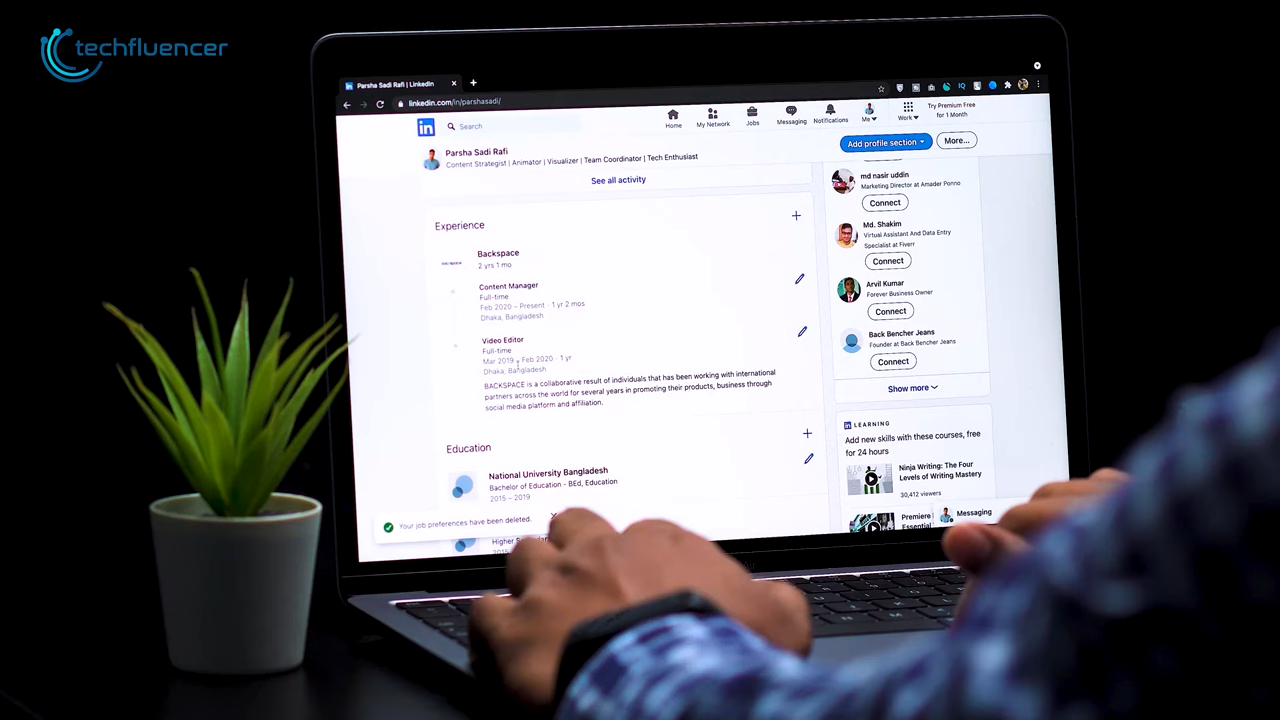 techfluencer
Parsha Sadi Rafi | LinkedIn
linkedin.com/in/parshasadi/
Search
Home
My Network
Jobs
Messaging
Notifications
Me
Work
Try Premium Free
for 1 Month
Parsha Sadi Rafi
Content Strategist | Animator | Visualizer | Team Coordinator | Tech Enthusiast
Add profile section
More...
See all activity
Experience
Backspace
2 yrs 1 mo
Content Manager
Full-time
Feb 2020 – Present · 1 yr 2 mos
Dhaka, Bangladesh
Video Editor
Full-time
Mar 2019 – Feb 2020 · 1 yr
Dhaka, Bangladesh
BACKSPACE is a collaborative result of individuals that has been working with international
partners across the world for several years in promoting their products, business through
social media platform and affiliation.
Education
National University Bangladesh
Bachelor of Education - BEd, Education
2015 – 2019
Your job preferences have been deleted.
Higher
md nasir uddin
Marketing Director at Amader Ponno
Connect
Md. Shakim
Virtual Assistant And Data Entry
Specialist at Fiverr
Connect
Arvil Kumar
Forever Business Owner
Connect
Back Bencher Jeans
Founder at Back Bencher Jeans
Connect
Show more
in LEARNING
Add new skills with these courses, free
for 24 hours
Ninja Writing: The Four
Levels of Writing Mastery
30,412 viewers
Premiere
Essential
Messaging